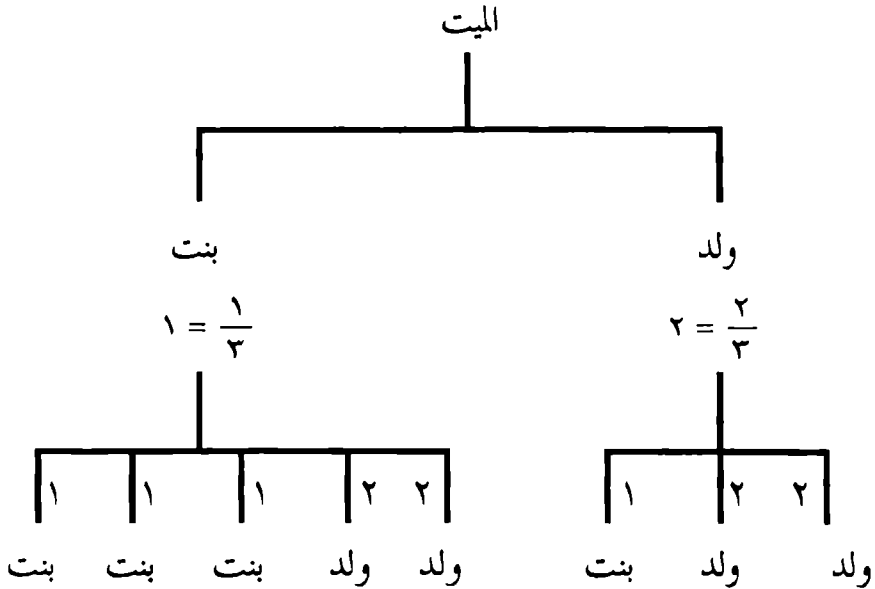 الميت
ولد بنت
٢ = ٢/٣ ١ = ١/٣
٢ ٢ ١ ٢ ٢ ١ ١ ١
ولد ولد بنت ولد ولد بنت بنت بنت